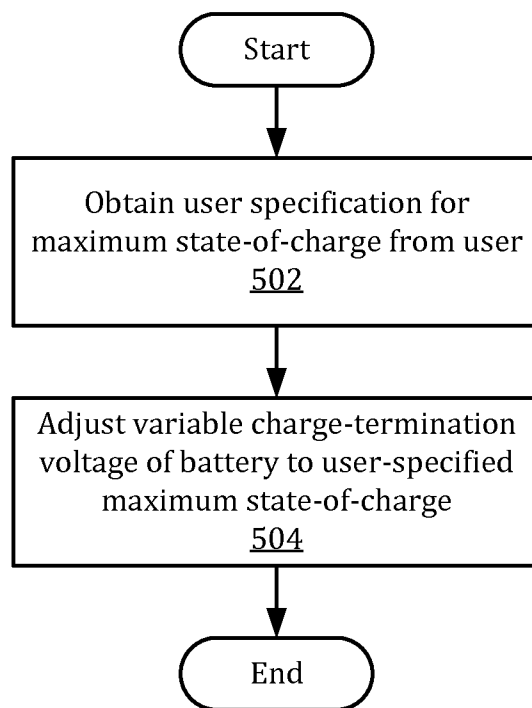 Start
Obtain user specification for
maximum state-of-charge from user
502
Adjust variable charge-termination
voltage of battery to user-specified
maximum state-of-charge
504
End